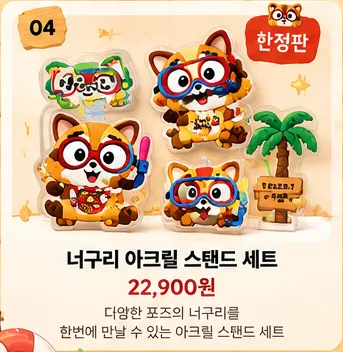 04
한정판
너구리 아크릴 스탠드 세트
22,900원
다양한 포즈의 너구리를
한번에 만날 수 있는 아크릴 스탠드 세트